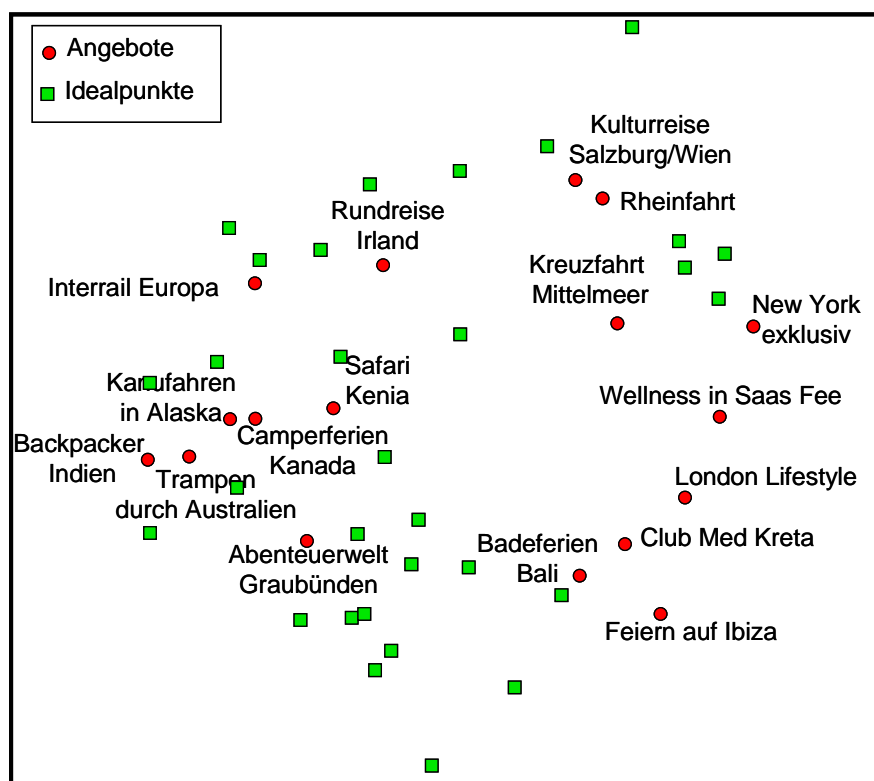 Angebote
Idealpunkte
Kulturreise
Salzburg/Wien
Rheinfahrt
Rundreise
Irland
Kreuzfahrt
Mittelmeer
Interrail Europa
New York
exklusiv
Safari
Kenia
Kanufahren
in Alaska
Wellness in Saas Fee
Camperferien
Kanada
Backpacker
Indien
Trampen
durch Australien
London Lifestyle
Abenteuerwelt
Graubünden
Badeferien
Bali
Club Med Kreta
Feiern auf Ibiza